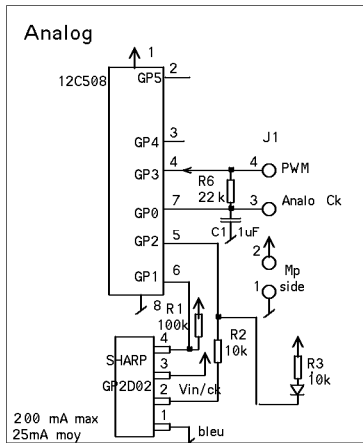 Analog
1
12C508
GP5 2
GP4 3
J1
GP3 4
4 PWM
R6
22k
GP0 7
3 Analo Ck
C1 1uF
GP2 5
2
Mp
side
GP1 6
1
8
R1
100k
4
R2
10k
R3
10k
SHARP
GP2D02
3
Vin/ck
2
1
bleu
200 mA max
25mA moy